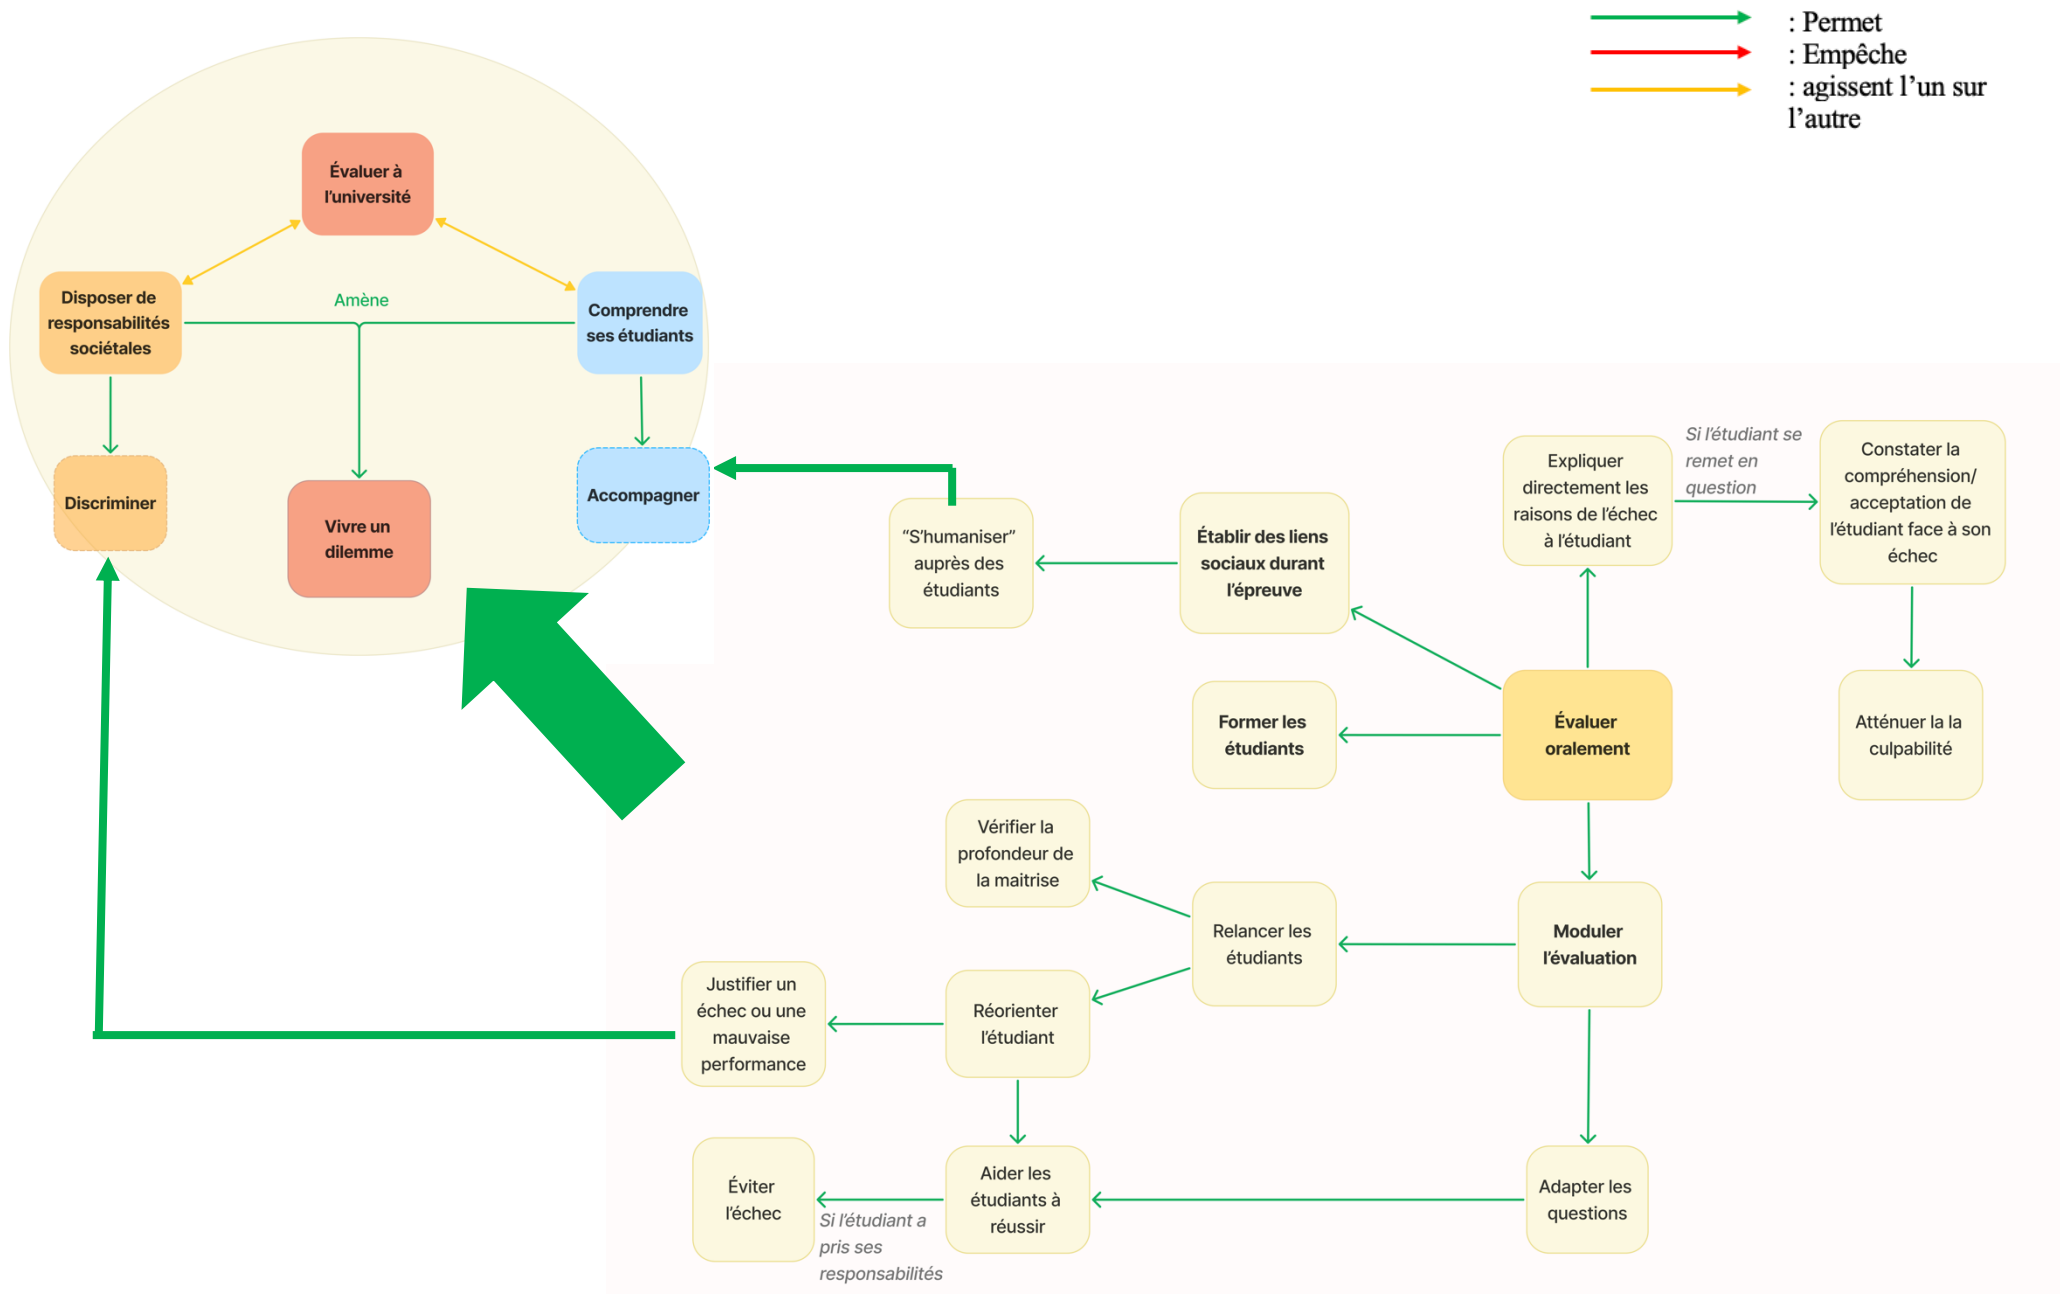 : Permet
: Empêche
: agissent l’un sur
l’autre
Évaluer à
l’université
Disposer de
responsabilités
sociétales
Amène
Comprendre
ses étudiants
Discriminer
Vivre un
dilemme
Accompagner
“S’humaniser”
auprès des
étudiants
Établir des liens
sociaux durant
l’épreuve
Expliquer
directement les
raisons de l’échec
à l’étudiant
Si l’étudiant se
remet en
question
Constater la
compréhension/
acceptation de
l’étudiant face à son
échec
Former les
étudiants
Évaluer
oralement
Atténuer la la
culpabilité
Vérifier la
profondeur de
la maitrise
Relancer les
étudiants
Moduler
l’évaluation
Justifier un
échec ou une
mauvaise
performance
Réorienter
l’étudiant
Éviter
l’échec
Si l’étudiant a
pris ses
responsabilités
Aider les
étudiants à
réussir
Adapter les
questions